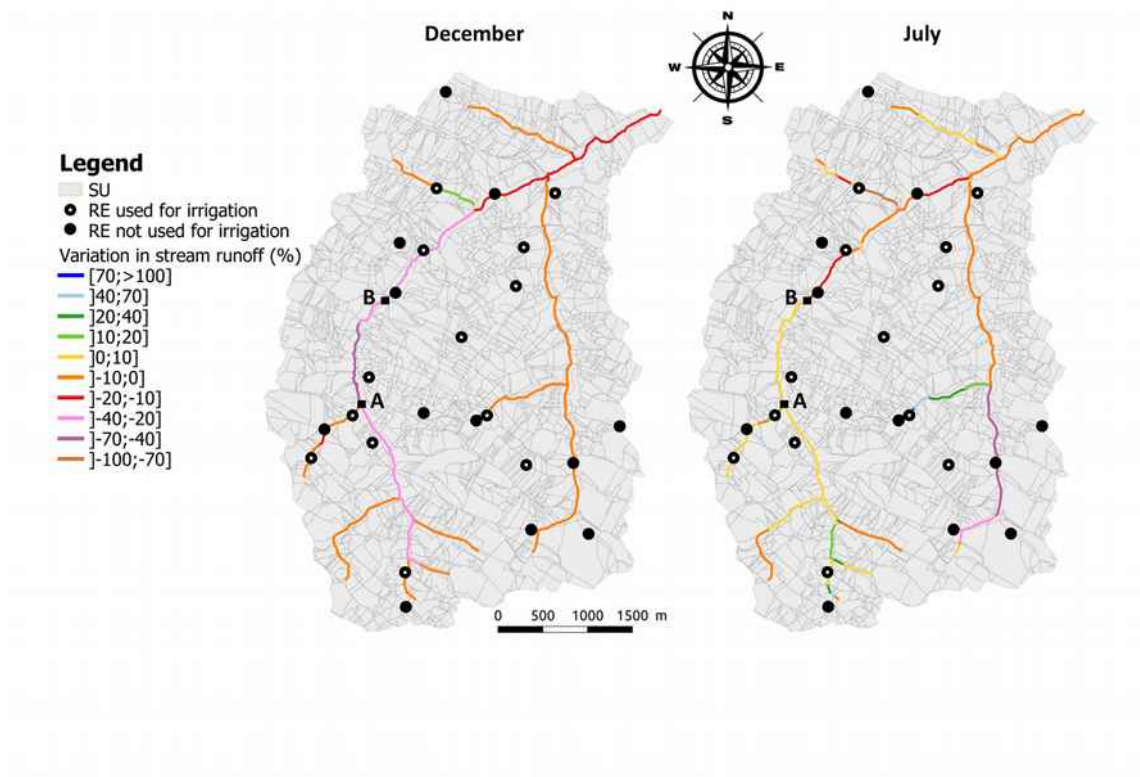 December
July
N
W
E
S
Legend
SU
RE used for irrigation
RE not used for irrigation
Variation in stream runoff (%)
[70;>100]
]40;70]
]20;40]
]10;20]
]0;10]
]-10;0]
]-20;-10]
]-40;-20]
]-70;-40]
]-100;-70]
B
A
B
A
0 500 1000 1500 m